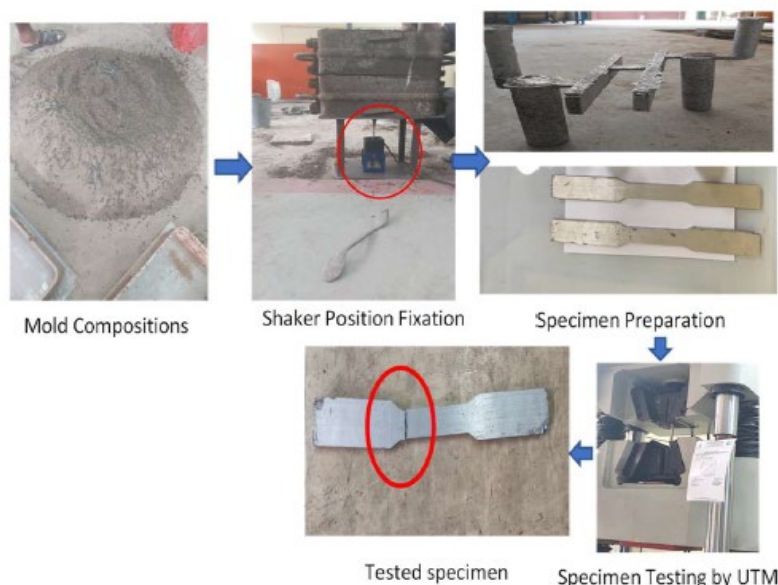 Mold Compositions
Shaker Position Fixation
Specimen Preparation
Tested specimen
Specimen Testing by UTM